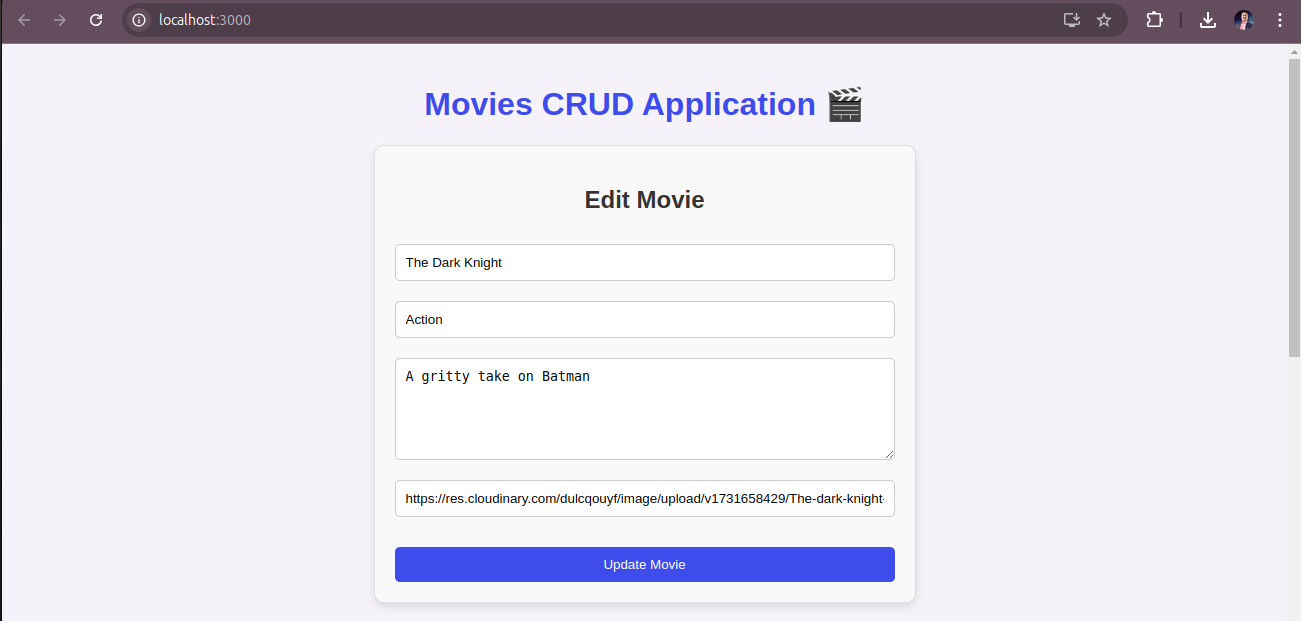 localhost:3000
Movies CRUD Application 🎬
Edit Movie
The Dark Knight
Action
A gritty take on Batman
https://res.cloudinary.com/dulcqouyf/image/upload/v1731658429/The-dark-knight-
Update Movie